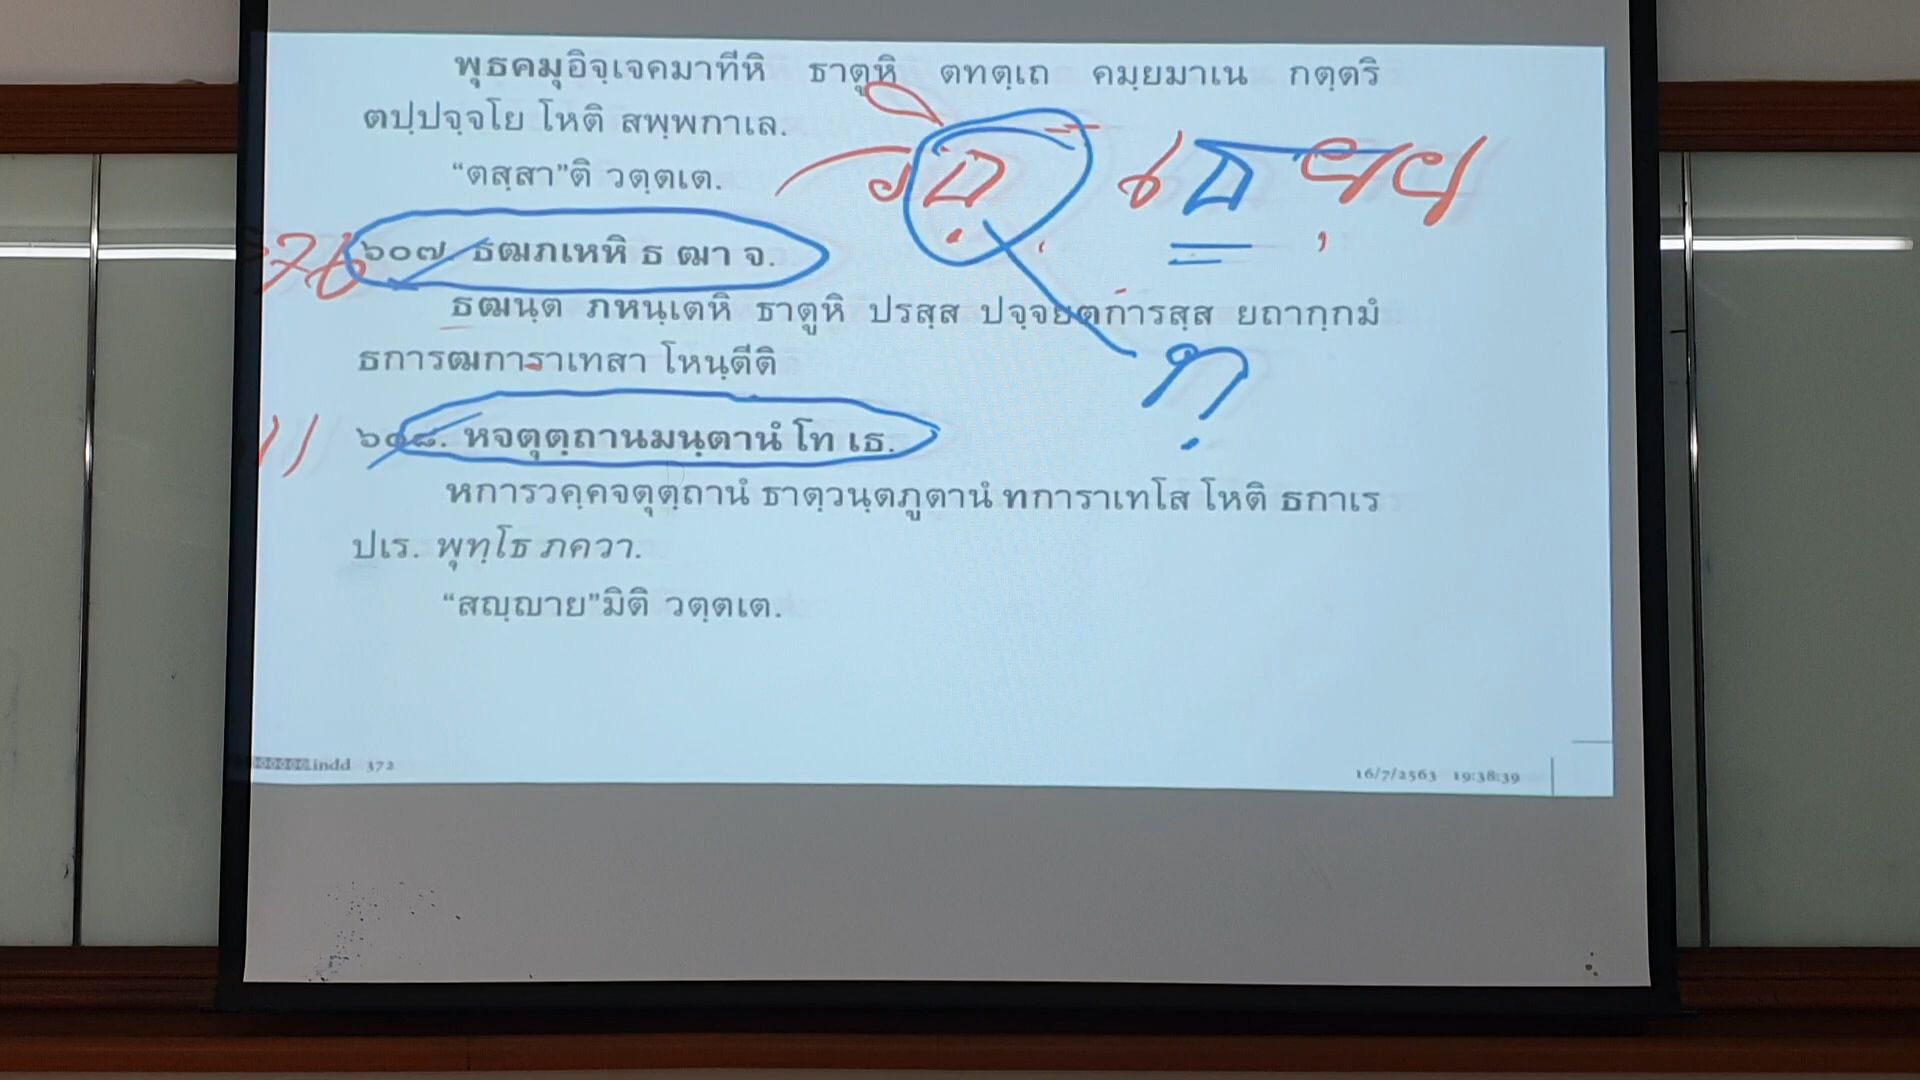 พุธคมุอิจฺเจคมาทีหิ ธาตูหิ ตทตฺเถ คมฺยมาเน กตฺตริ
ตปฺปจฺจโย โหติ สพฺพกาเล.
“ตสฺสา”ติ วตฺตเต.
๖๐๗. ธฒภเหหิ ธ ฒา จ.
ธฒนฺต ภหนฺเตหิ ธาตูหิ ปรสฺส ปจฺจยตการสฺส ยถากฺกมํ
ธการฒการาเทสา โหนฺตีติ
๖๐๘. หจตุตฺถานมนฺตานํ โท เธ.
หการวคฺคจตุตฺถานํ ธาตฺวนฺตภูตานํ ทการาเทโส โหติ ธกาเร
ปเร. พุทฺโธ ภควา.
“สญฺญาย”มิติ วตฺตเต.
.indd 372
16/7/2563 19:38:39